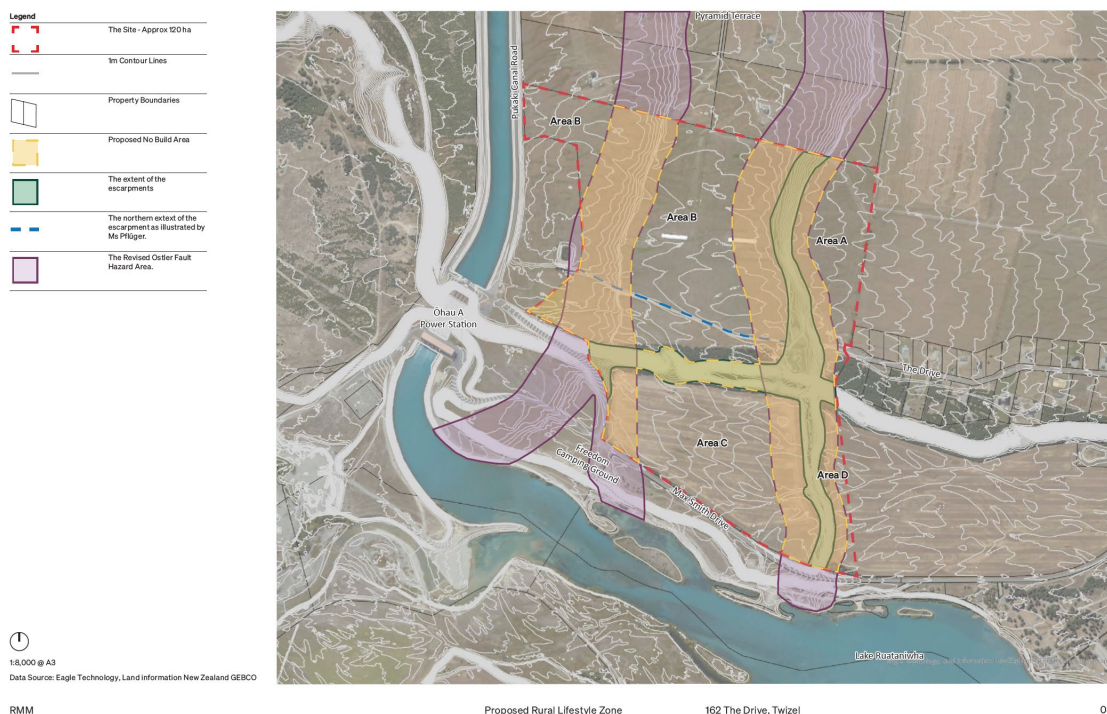 Legend
The Site - Approx 120 ha
1m Contour Lines
Property Boundaries
Proposed No Build Area
The extent of the
escarpments
The northern extext of the
escarpment as illustrated by
Ms Pflüger.
The Revised Ostler Fault
Hazard Area.
1:8,000 @ A3
Data Source: Eagle Technology, Land information New Zealand GEBCO
Pyramid Terrace
Pukaki Canal Road
Area B
Area B
Area A
Ōhau A
Power Station
The Drive
Area C
Freedom
Camping Ground
Area D
Max Smith Drive
Lake Ruataniwha
RMM
Proposed Rural Lifestyle Zone
162 The Drive, Twizel
0